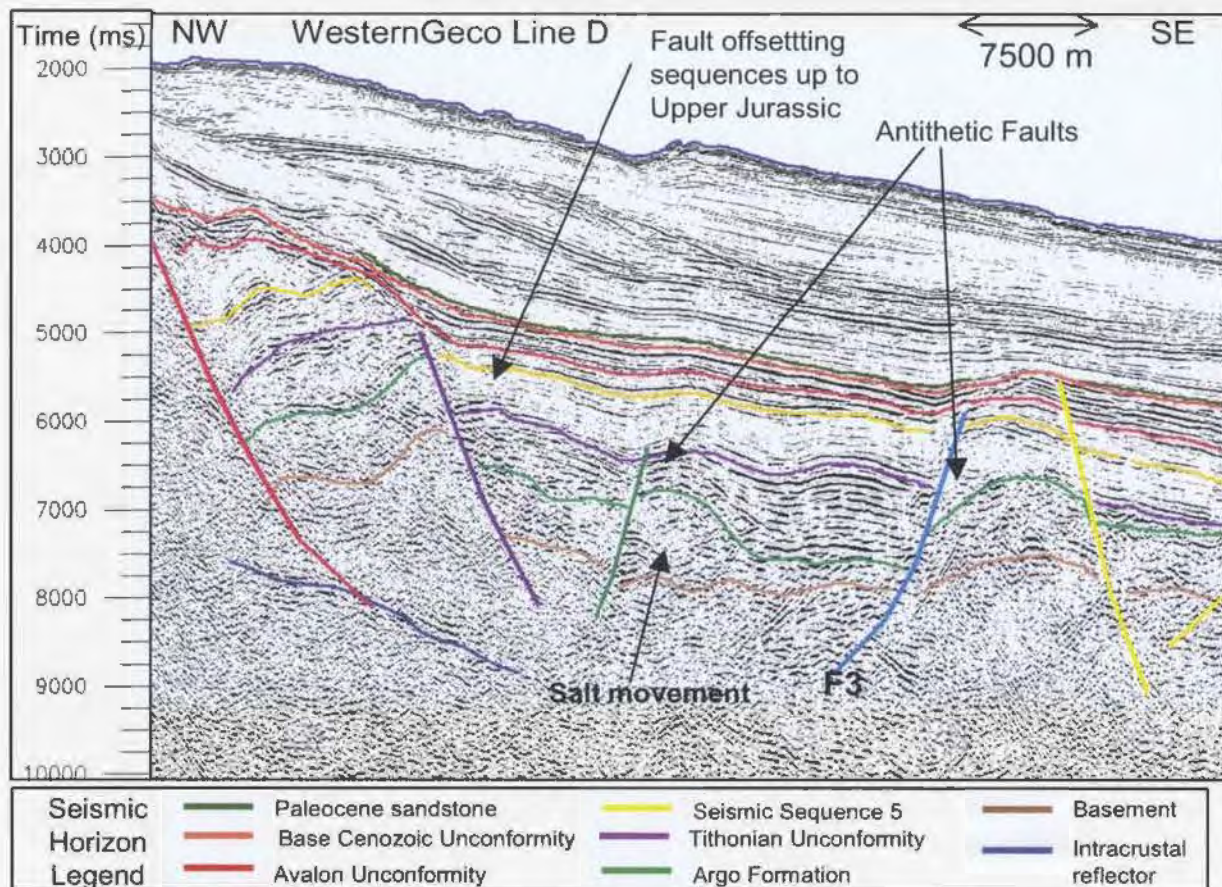 Time (ms)
NW
WesternGeco Line D
7500 m
SE
Fault offsettting
sequences up to
Upper Jurassic
Antithetic Faults
2000
3000
4000
5000
6000
7000
8000
9000
10000
Salt movement
F3
Seismic
Horizon
Legend
Paleocene sandstone
Base Cenozoic Unconformity
Avalon Unconformity
Seismic Sequence 5
Tithonian Unconformity
Argo Formation
Basement
Intracrustal
reflector